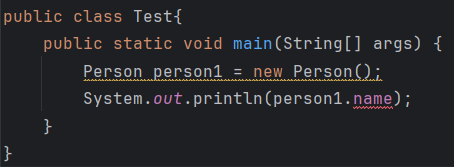 public class Test{
    public static void main(String[] args) {
        Person person1 = new Person();
        System.out.println(person1.name);
    }
}